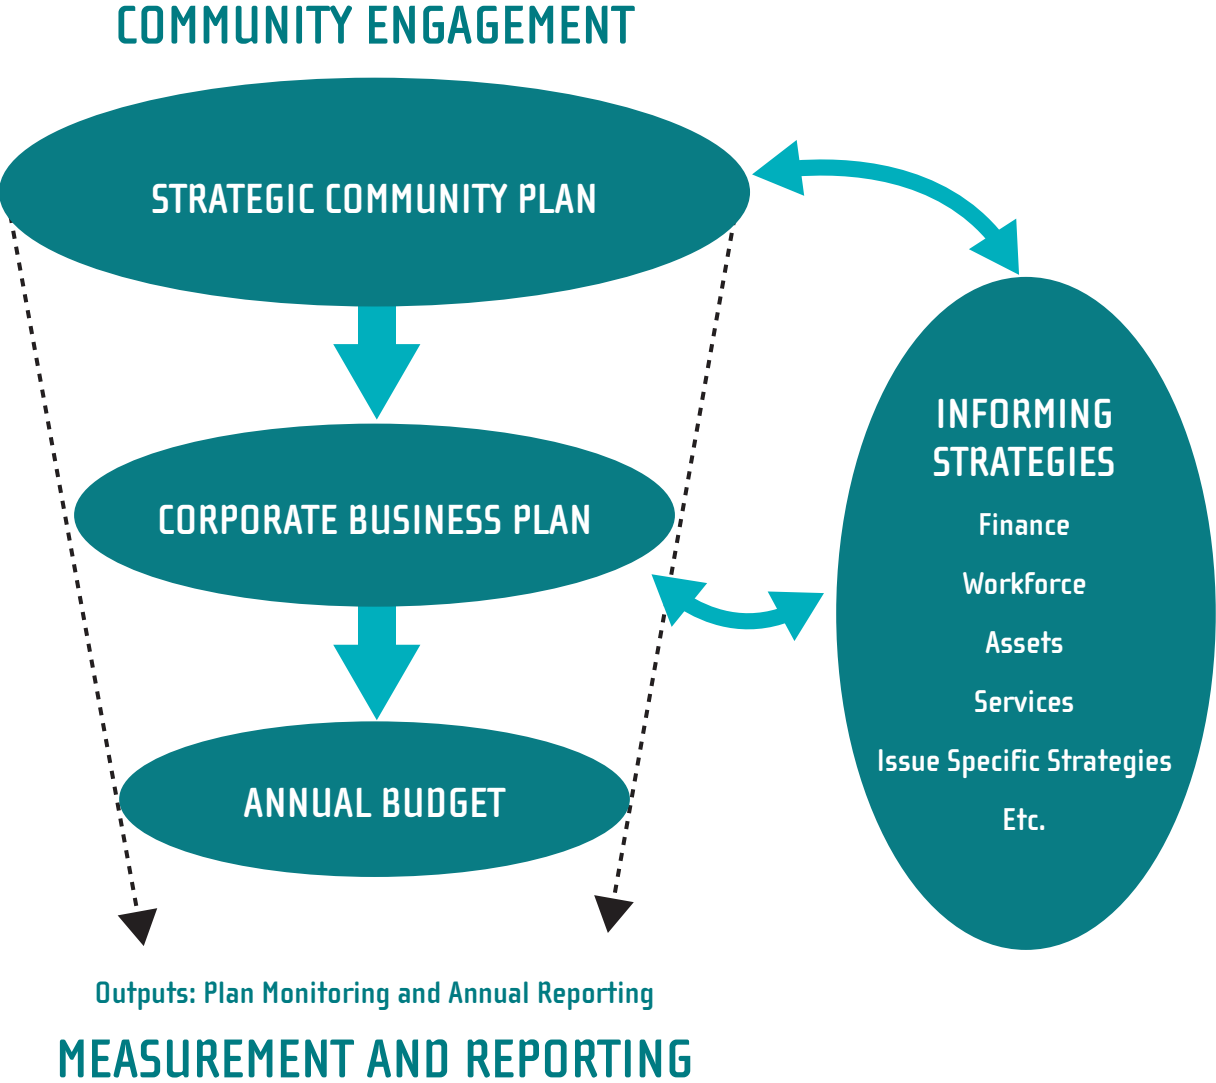 COMMUNITY ENGAGEMENT
STRATEGIC COMMUNITY PLAN
CORPORATE BUSINESS PLAN
ANNUAL BUDGET
INFORMING
STRATEGIES
Finance
Workforce
Assets
Services
Issue Specific Strategies
Etc.
Outputs: Plan Monitoring and Annual Reporting
MEASUREMENT AND REPORTING